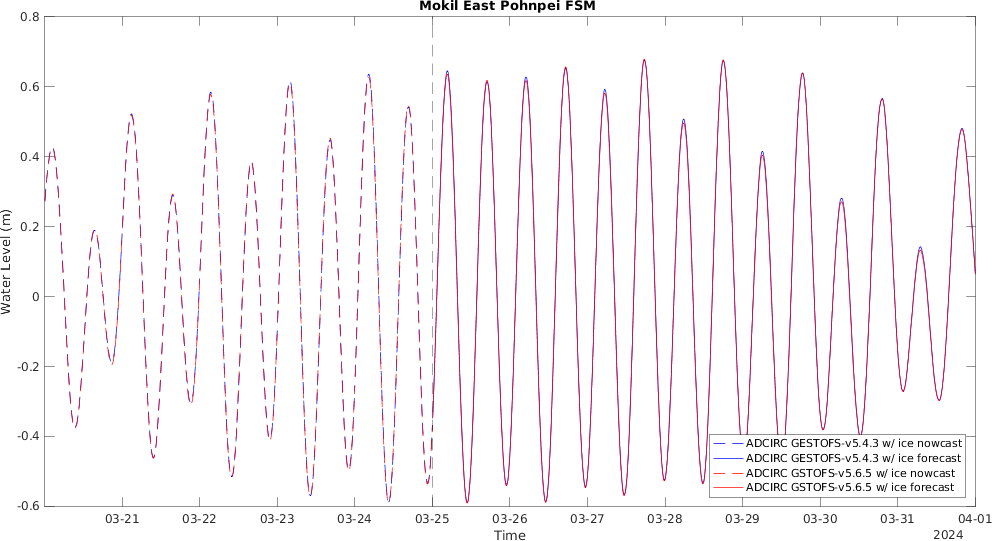 Mokil East Pohnpei FSM
Water Level (m)
0.8
0.6
0.4
0.2
0
-0.2
-0.4
-0.6
ADCIRC GESTOFS-v5.4.3 w/ ice nowcast
ADCIRC GESTOFS-v5.4.3 w/ ice forecast
ADCIRC GSTOFS-v5.6.5 w/ ice nowcast
ADCIRC GSTOFS-v5.6.5 w/ ice forecast
03-21 03-22 03-23 03-24 03-25 03-26 03-27 03-28 03-29 03-30 03-31 04-01
Time
2024